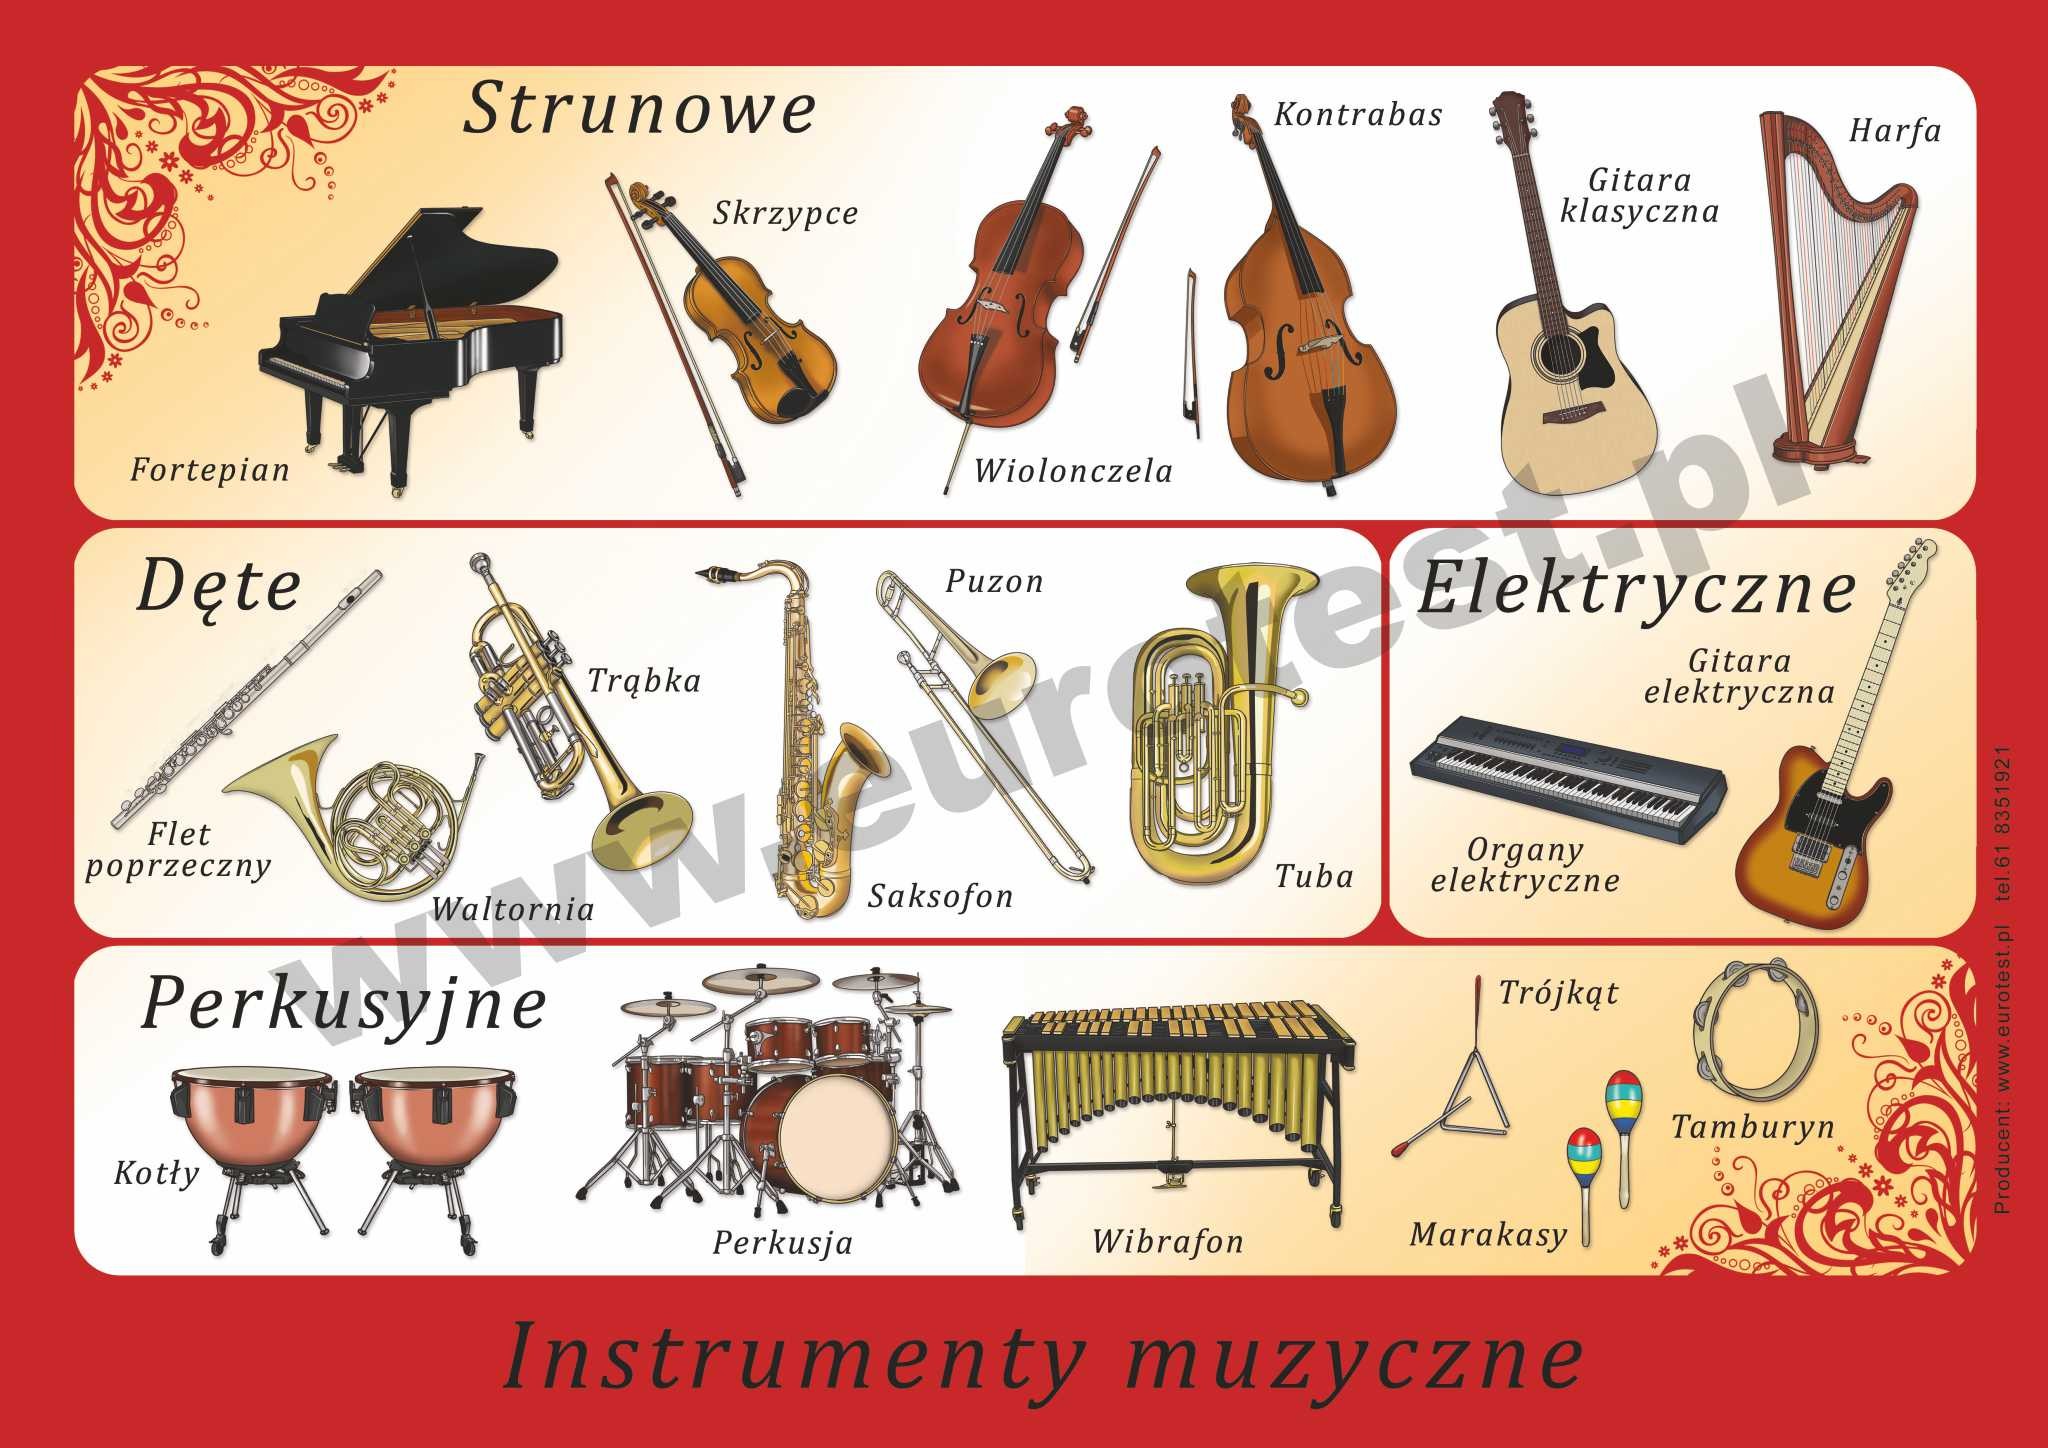 Strunowe
Fortepian
Skrzypce
Wiolonczela
Kontrabas
Gitara
klasyczna
Harfa
Dęte
Flet
poprzeczny
Waltornia
Trąbka
Saksofon
Puzon
Tuba
Elektryczne
Gitara
elektryczna
Organy
elektryczne
Perkusyjne
Kotły
Perkusja
Wibrafon
Trójkąt
Marakasy
Tamburyn
Instrumenty muzyczne
Producent: www.eurotest.pl tel.61 8351921
www.eurotest.pl